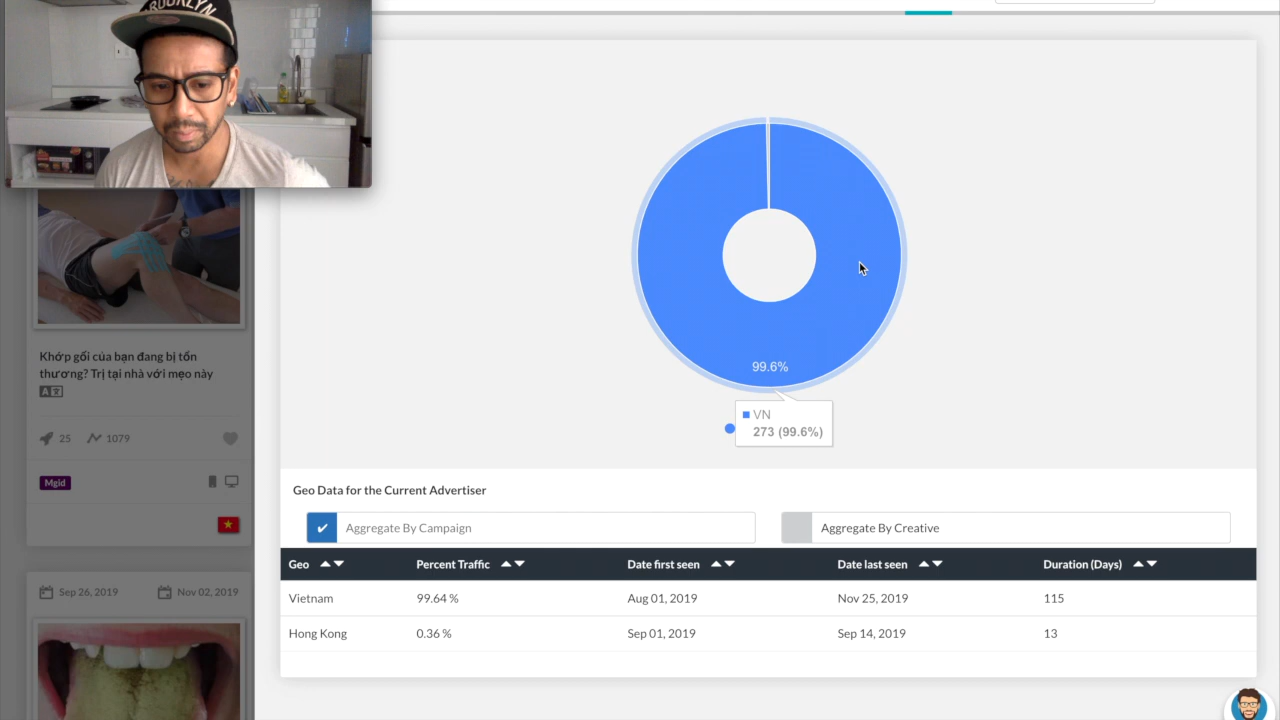 BROOKLYN
99.6%
VN
273 (99.6%)
Khớp gối của bạn đang bị tổn
thương? Trị tại nhà với mẹo này
25
1079
Mgid
Sep 26, 2019
Nov 02, 2019
Geo Data for the Current Advertiser
Aggregate By Campaign
Aggregate By Creative
Geo
Percent Traffic
Date first seen
Date last seen
Duration (Days)
Vietnam
99.64 %
Aug 01, 2019
Nov 25, 2019
115
Hong Kong
0.36 %
Sep 01, 2019
Sep 14, 2019
13